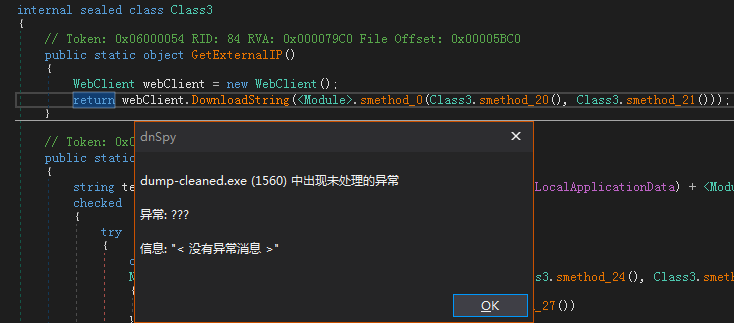 internal sealed class Class3
{
// Token: 0x06000054 RID: 84 RVA: 0x000079C0 File Offset: 0x00005BC0
public static object GetExternalIP()
{
WebClient webClient = new WebClient();
return webClient.DownloadString(<Module>.smethod_0(Class3.smethod_20(), Class3.smethod_21()));
}
// Token: 0x0
public static
{
string te
LocalApplicationData) + <Modu
checked
{
try
{
N
s3.smethod_24(), Class3.smeth
{
_27())
}
dnSpy
dump-cleaned.exe (1560) 中出现未处理的异常
异常: ???
信息: "< 没有异常消息 >"
OK